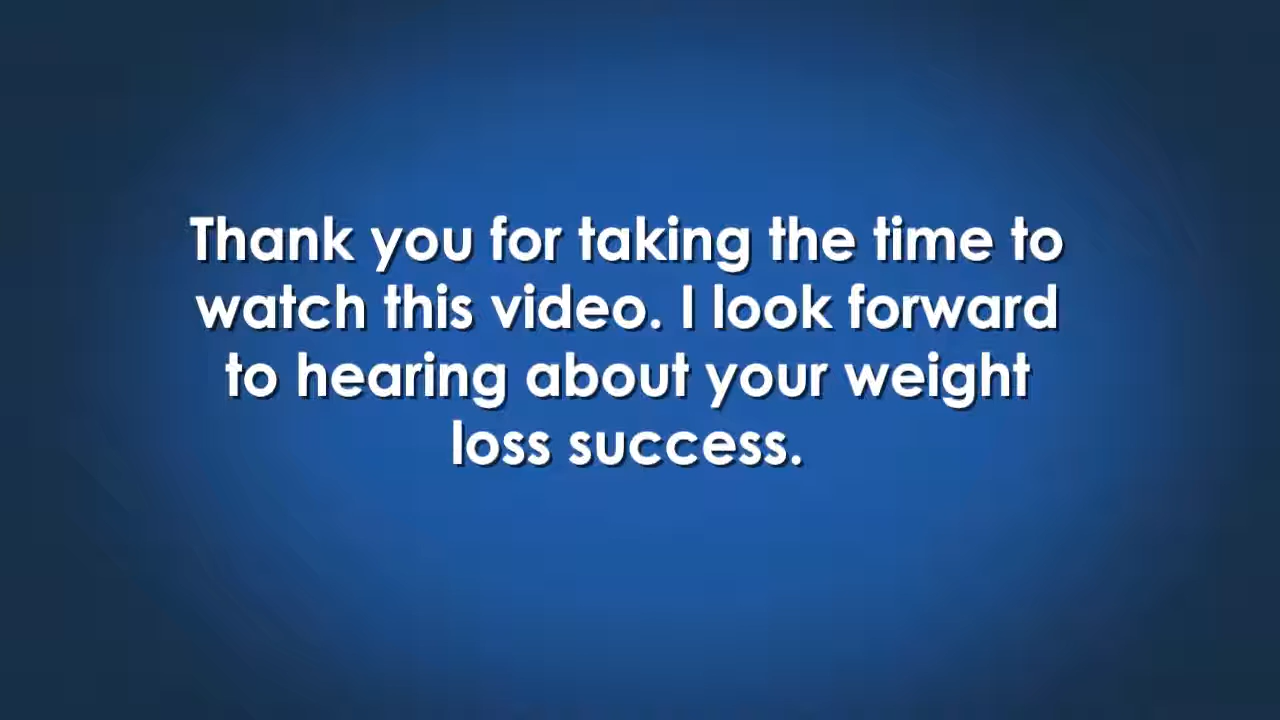 Thank you for taking the time to
watch this video. I look forward
to hearing about your weight
loss success.